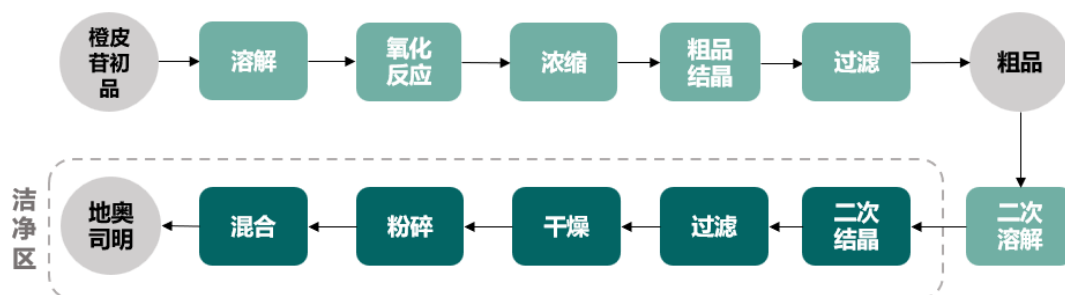 橙皮
苷初
品
溶解
氧化
反应
浓缩
粗品
结晶
过滤
粗品
洁
净
区
地奥
司明
混合
粉碎
干燥
过滤
二次
结晶
二次
溶解